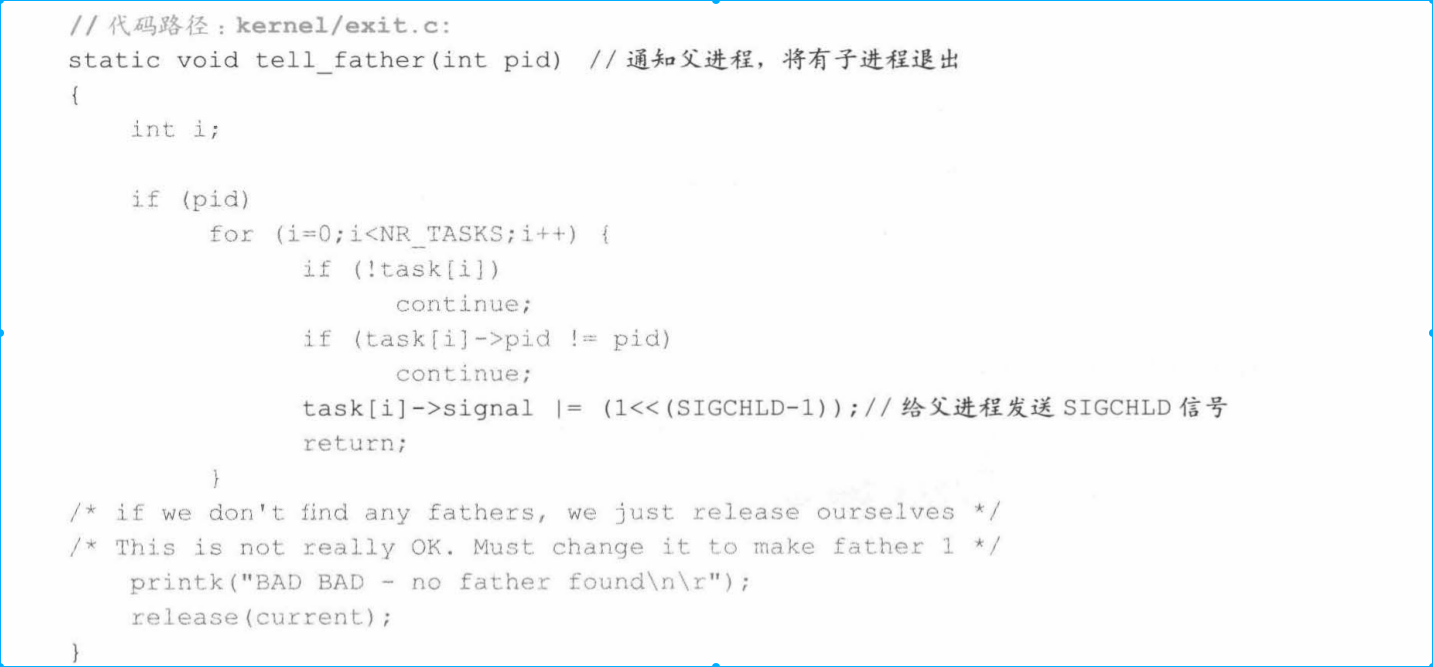 // 代码路径：kernel/exit.c:
static void tell_father(int pid)  // 通知父进程，将有子进程退出
{
    int i;
    if (pid)
        for (i=0;i<NR_TASKS;i++) {
            if (!task[i])
                continue;
            if (task[i]->pid != pid)
                continue;
            task[i]->signal |= (1<<(SIGCHLD-1));// 给父进程发送 SIGCHLD 信号
            return;
        }
/* if we don't find any fathers, we just release ourselves */
/* This is not really OK. Must change it to make father 1 */
    printk("BAD BAD - no father found\n\r");
    release(current);
}